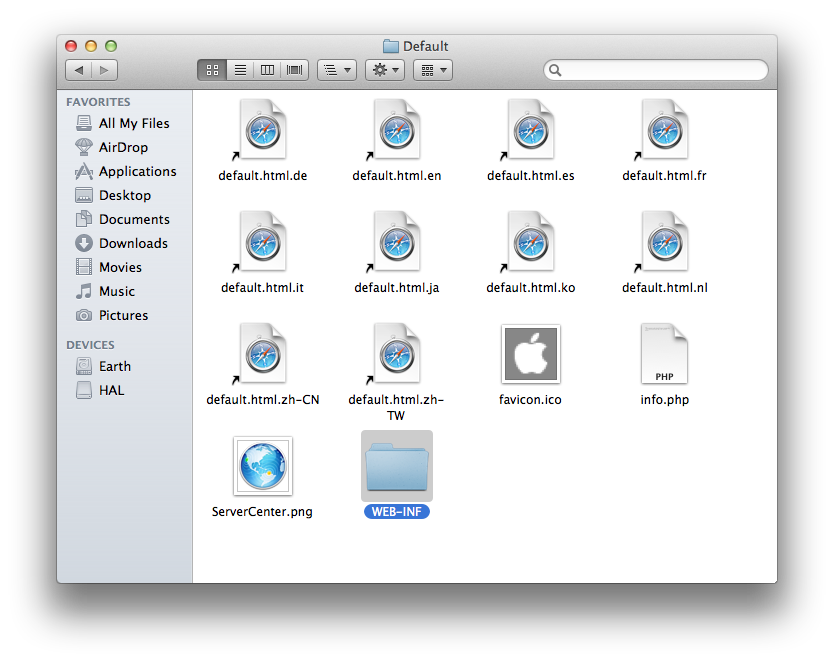 Default
FAVORITES
All My Files
AirDrop
Applications
Desktop
Documents
Downloads
Movies
Music
Pictures
DEVICES
Earth
HAL
default.html.de
default.html.en
default.html.es
default.html.fr
default.html.it
default.html.ja
default.html.ko
default.html.nl
default.html.zh-CN
default.html.zh-
TW
favicon.ico
PHP
info.php
ServerCenter.png
WEB-INF